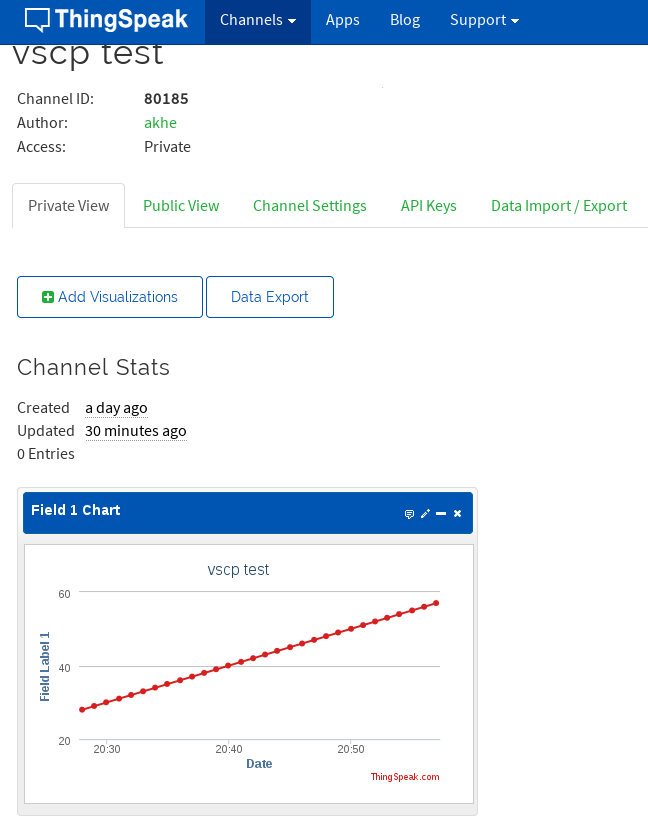 ThingSpeak Channels Apps Blog Support
vscp test
Channel ID: 80185
Author: akhe
Access: Private
Private View Public View Channel Settings API Keys Data Import / Export
Add Visualizations Data Export
Channel Stats
Created a day ago
Updated 30 minutes ago
0 Entries
Field 1 Chart
vscp test
60
40
20
Field Label 1
20:30 20:40 20:50
Date
ThingSpeak.com